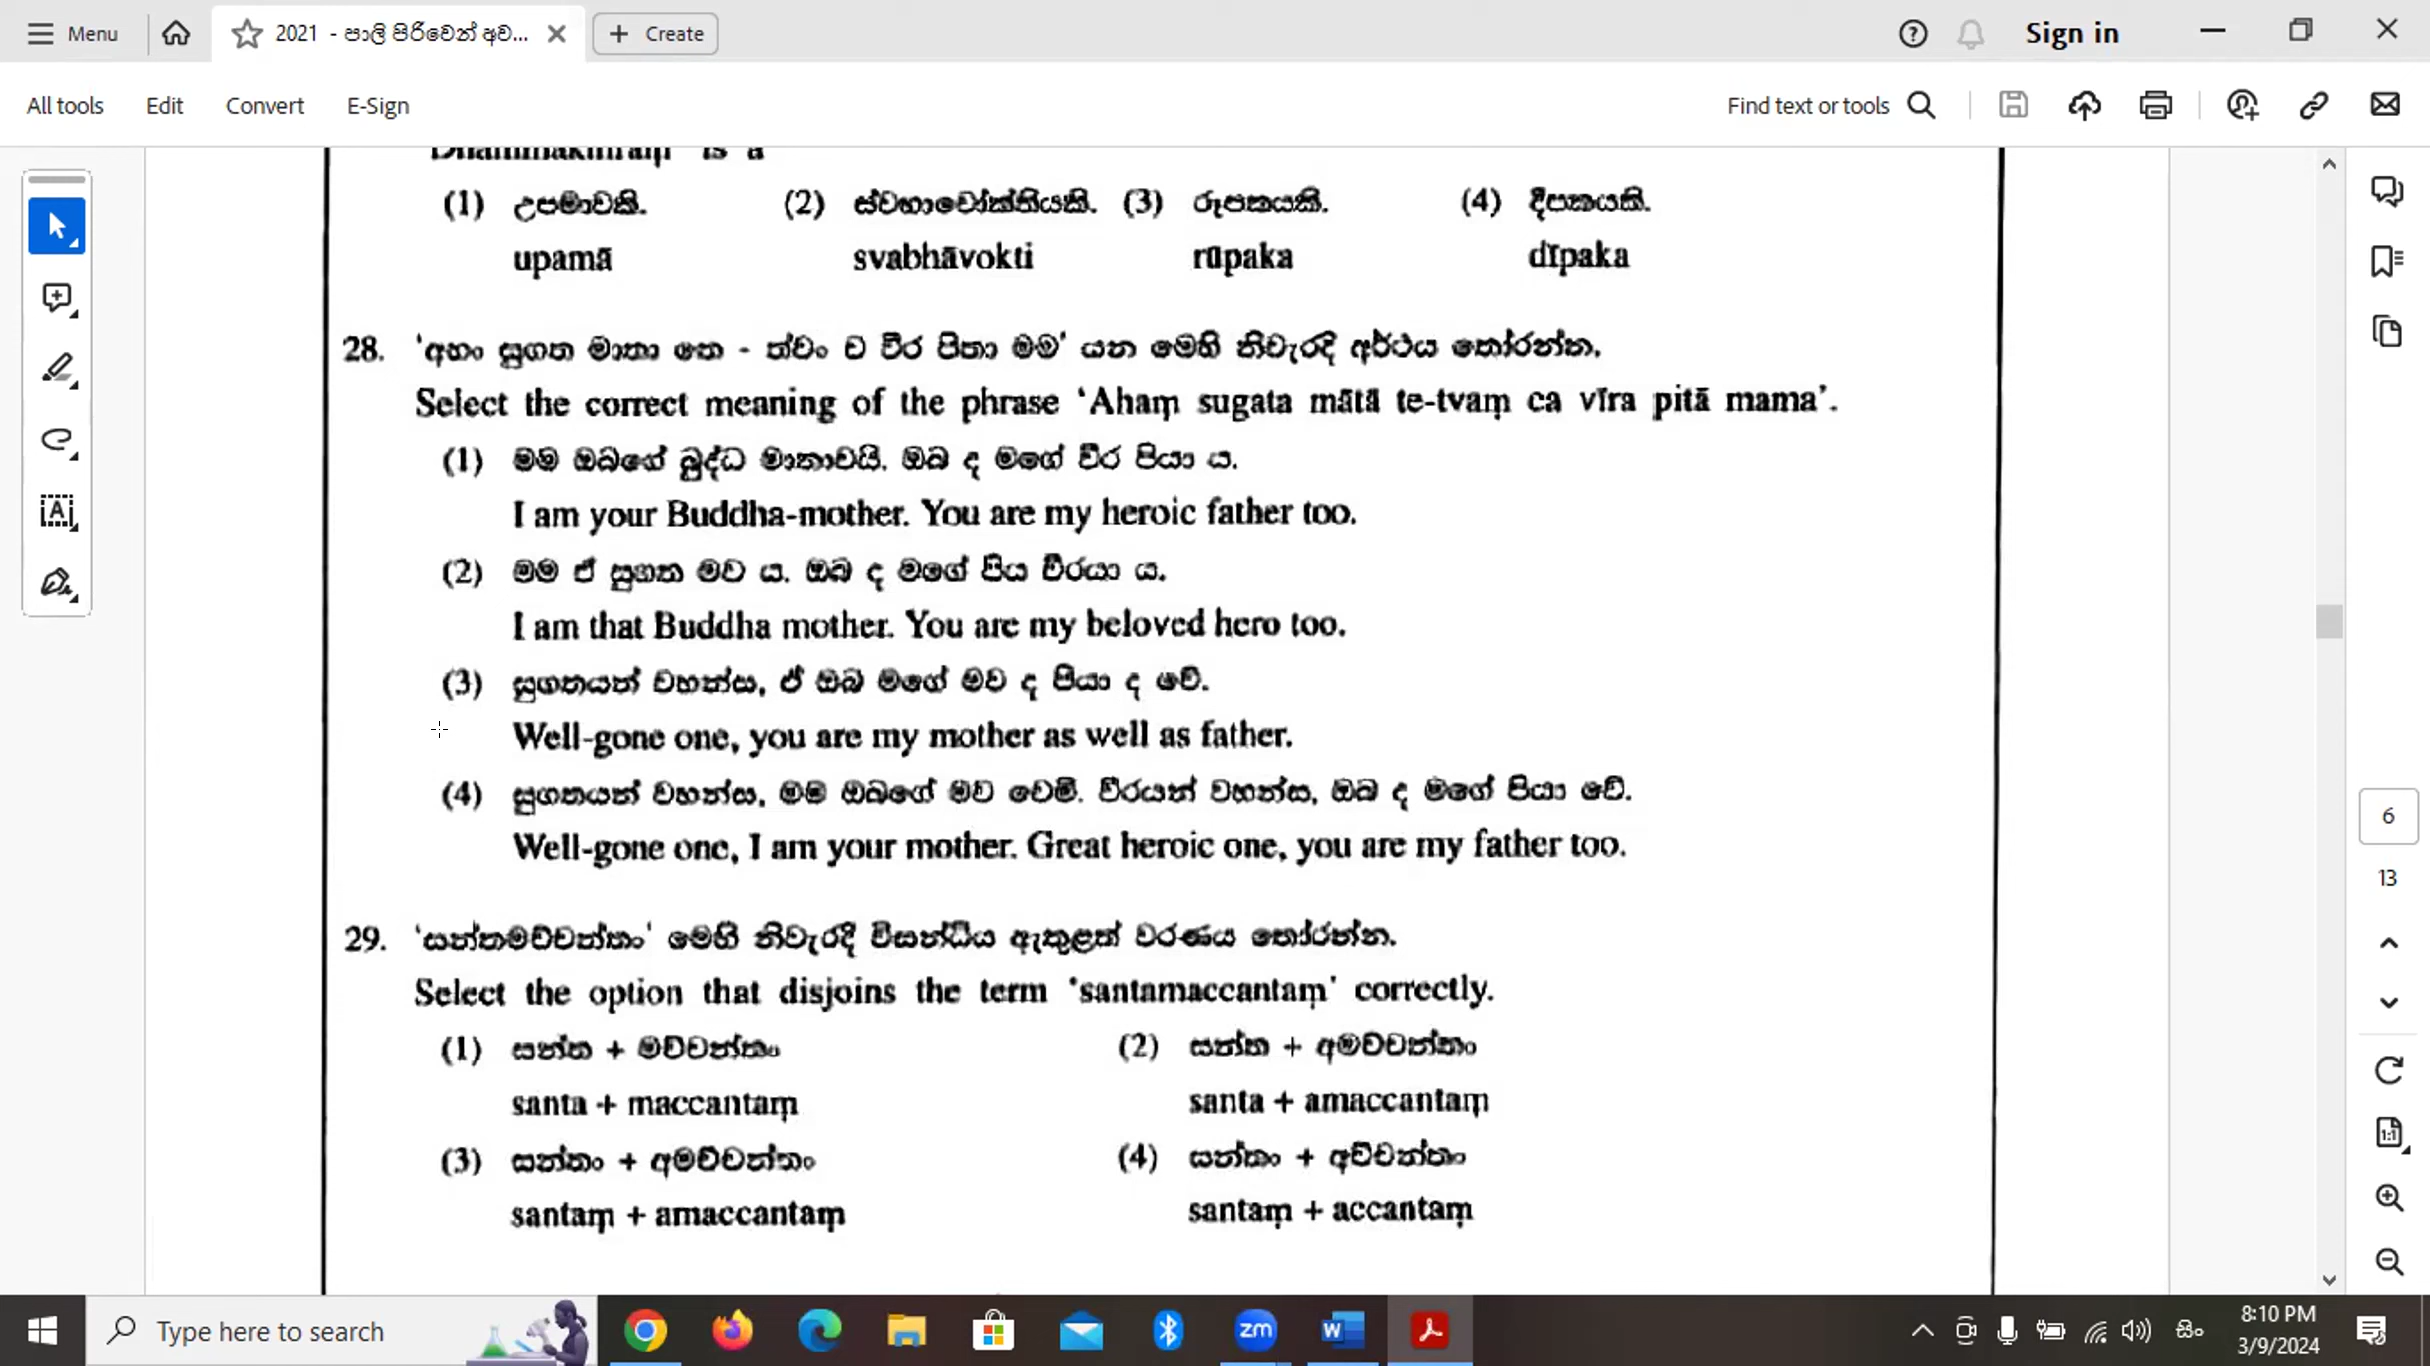 Menu
2021 - පාලි පිරිවෙන් අව...
Create
Sign in
All tools
Edit
Convert
E-Sign
Find text or tools
is a
(1) උපමාවකි. (2) ස්වභාවෝක්තියකි. (3) රූපකයකි. (4) දීපකයකි.
upamā svabhāvokti rūpaka dīpaka
28. 'අහං සුගත මාතා තෙ - ත්වං ච වීර පිතා මම' යන මෙහි නිවැරදි අර්ථය තෝරන්න.
Select the correct meaning of the phrase 'Ahaṃ sugata mātā te-tvaṃ ca vīra pitā mama'.
(1) මම ඔබගේ බුද්ධ මාතාවයි. ඔබ ද මගේ වීර පියා ය.
I am your Buddha-mother. You are my heroic father too.
(2) මම ඒ සුගත මව ය. ඔබ ද මගේ පිය වීරයා ය.
I am that Buddha mother. You are my beloved hero too.
(3) සුගතයන් වහන්ස, ඒ ඔබ මගේ මව ද පියා ද වේ.
Well-gone one, you are my mother as well as father.
(4) සුගතයන් වහන්ස, මම ඔබගේ මව වෙමි. වීරයන් වහන්ස, ඔබ ද මගේ පියා වේ.
Well-gone one, I am your mother. Great heroic one, you are my father too.
29. 'සන්තමච්චන්තං' මෙහි නිවැරදි විසන්ධිය ඇතුළත් වරණය තෝරන්න.
Select the option that disjoins the term 'santamaccantaṃ' correctly.
(1) සන්ත + මච්චන්තං (2) සන්ත + අමච්චන්තං
santa + maccantaṃ santa + amaccantaṃ
(3) සන්තං + අමච්චන්තං (4) සන්තං + අච්චන්තං
santaṃ + amaccantaṃ santaṃ + accantaṃ
6
13
1:1
Type here to search
zm
W
සිං
8:10 PM
3/9/2024